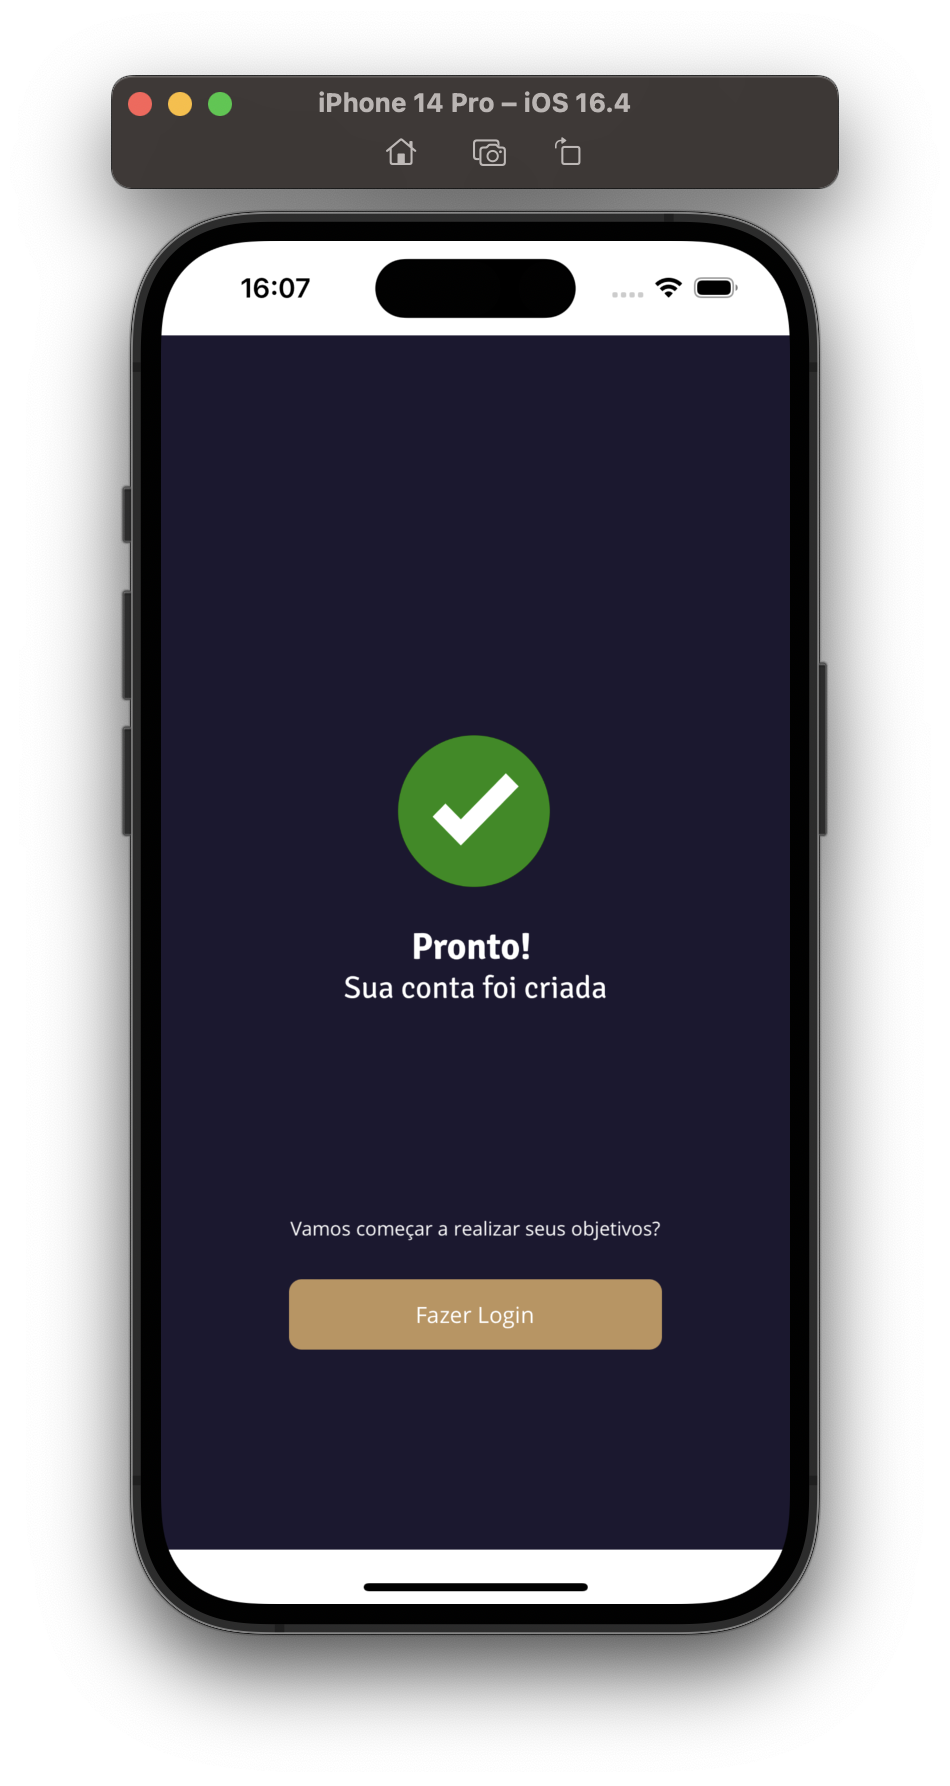 iPhone 14 Pro – iOS 16.4
16:07
Pronto!
Sua conta foi criada
Vamos começar a realizar seus objetivos?
Fazer Login